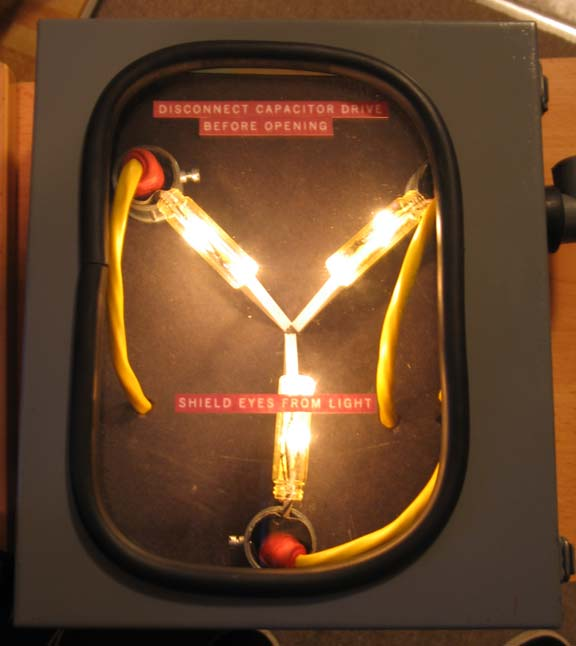 DISCONNECT CAPACITOR DRIVE
BEFORE OPENING
SHIELD EYES FROM LIGHT